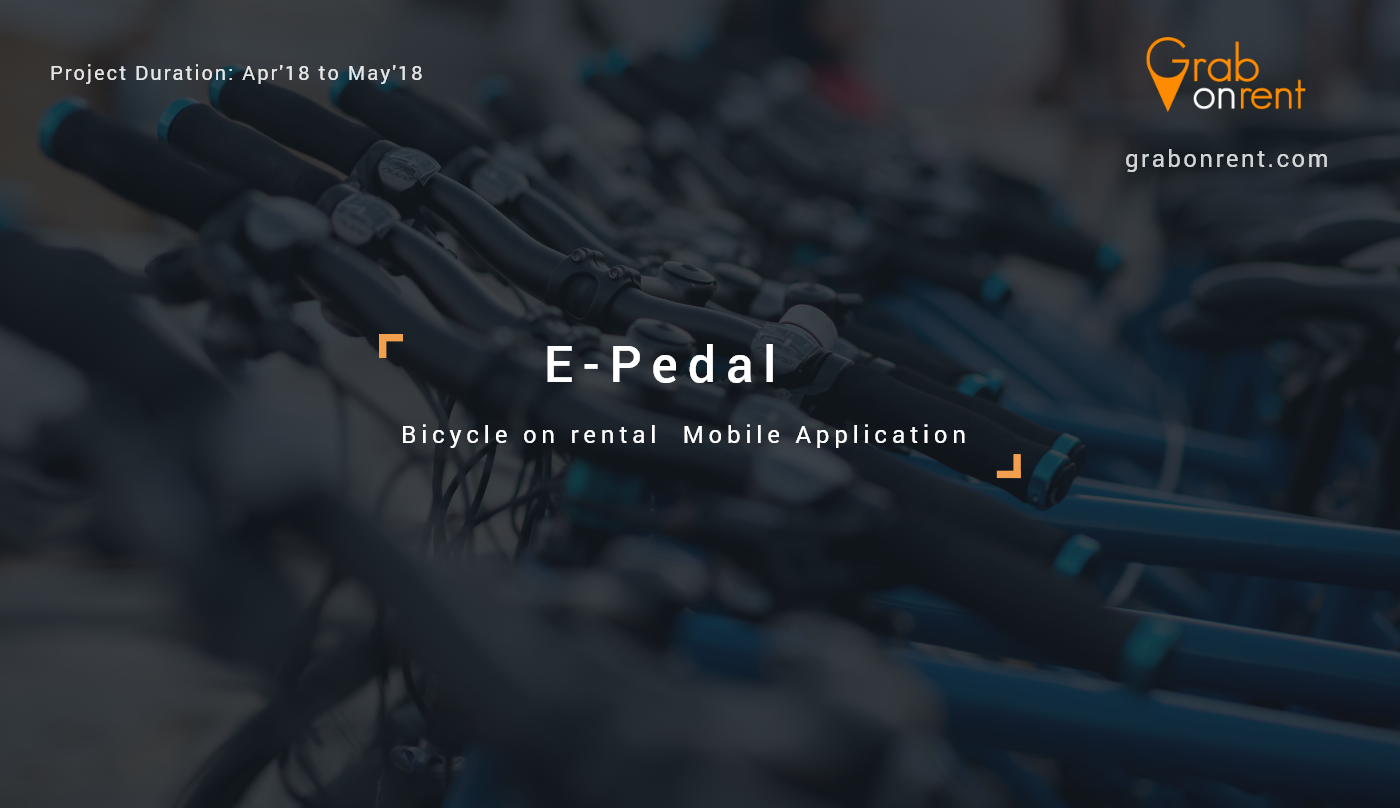 Project Duration: Apr'18 to May'18
Grab
onrent
grabonrent.com
E-Pedal
Bicycle on rental Mobile Application